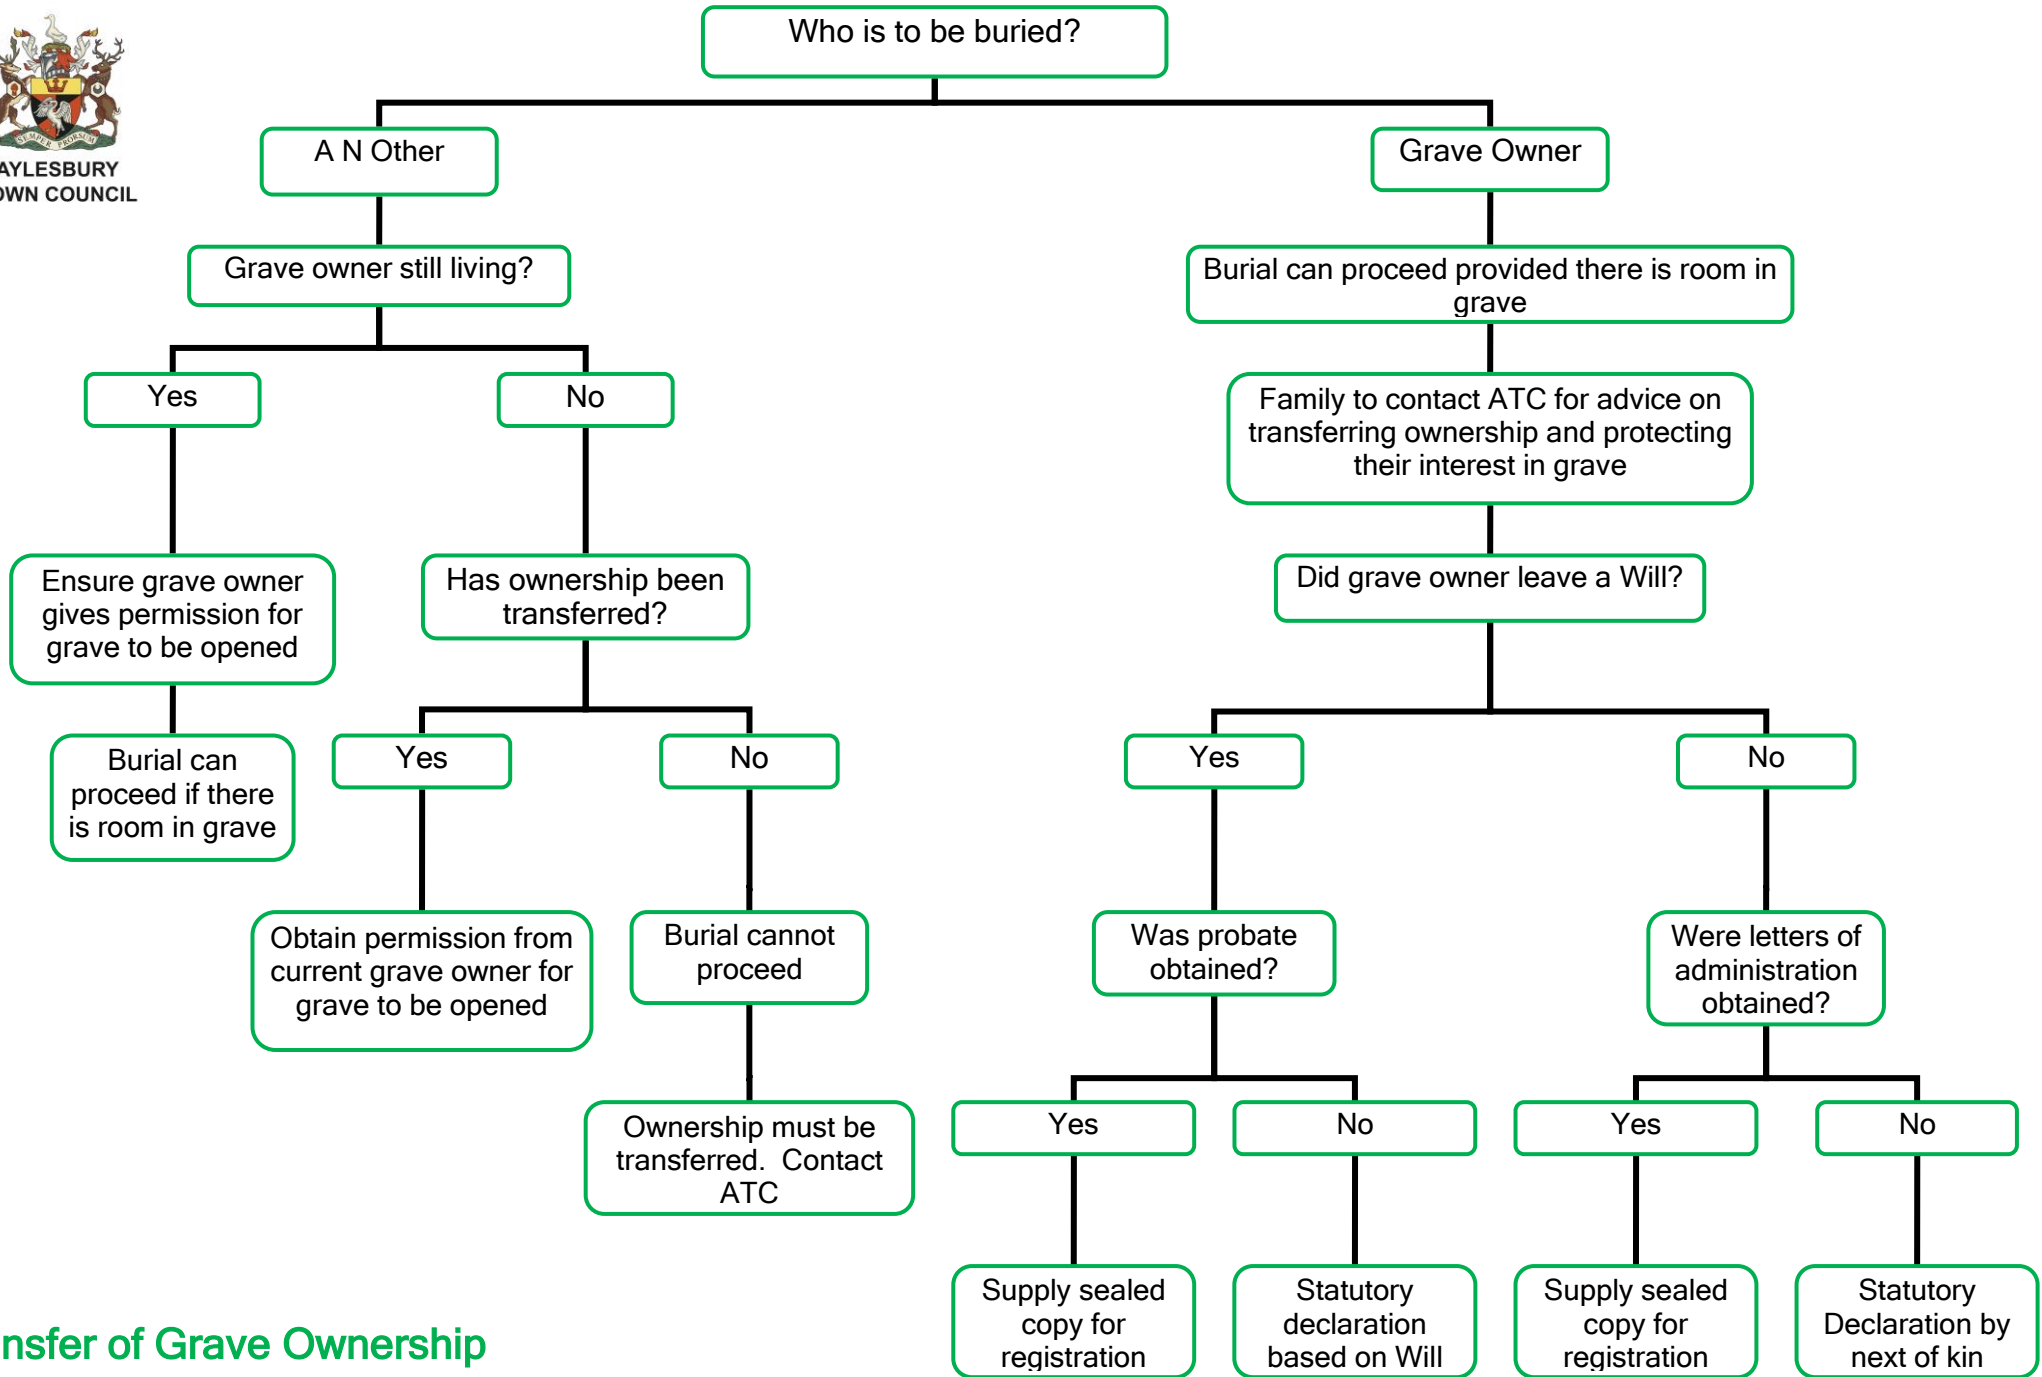 Who is to be buried?
SEMPER PRORSUM
AYLESBURY
OWN COUNCIL
A N Other
Grave Owner
Grave owner still living?
Burial can proceed provided there is room in
grave
Yes
No
Family to contact ATC for advice on
transferring ownership and protecting
their interest in grave
Ensure grave owner
gives permission for
grave to be opened
Has ownership been
transferred?
Did grave owner leave a Will?
Burial can
proceed if there
is room in grave
Yes
No
Yes
No
Obtain permission from
current grave owner for
grave to be opened
Burial cannot
proceed
Was probate
obtained?
Were letters of
administration
obtained?
Ownership must be
transferred.  Contact
ATC
Yes
No
Yes
No
Supply sealed
copy for
registration
Statutory
declaration
based on Will
Supply sealed
copy for
registration
Statutory
Declaration by
next of kin
nsfer of Grave Ownership